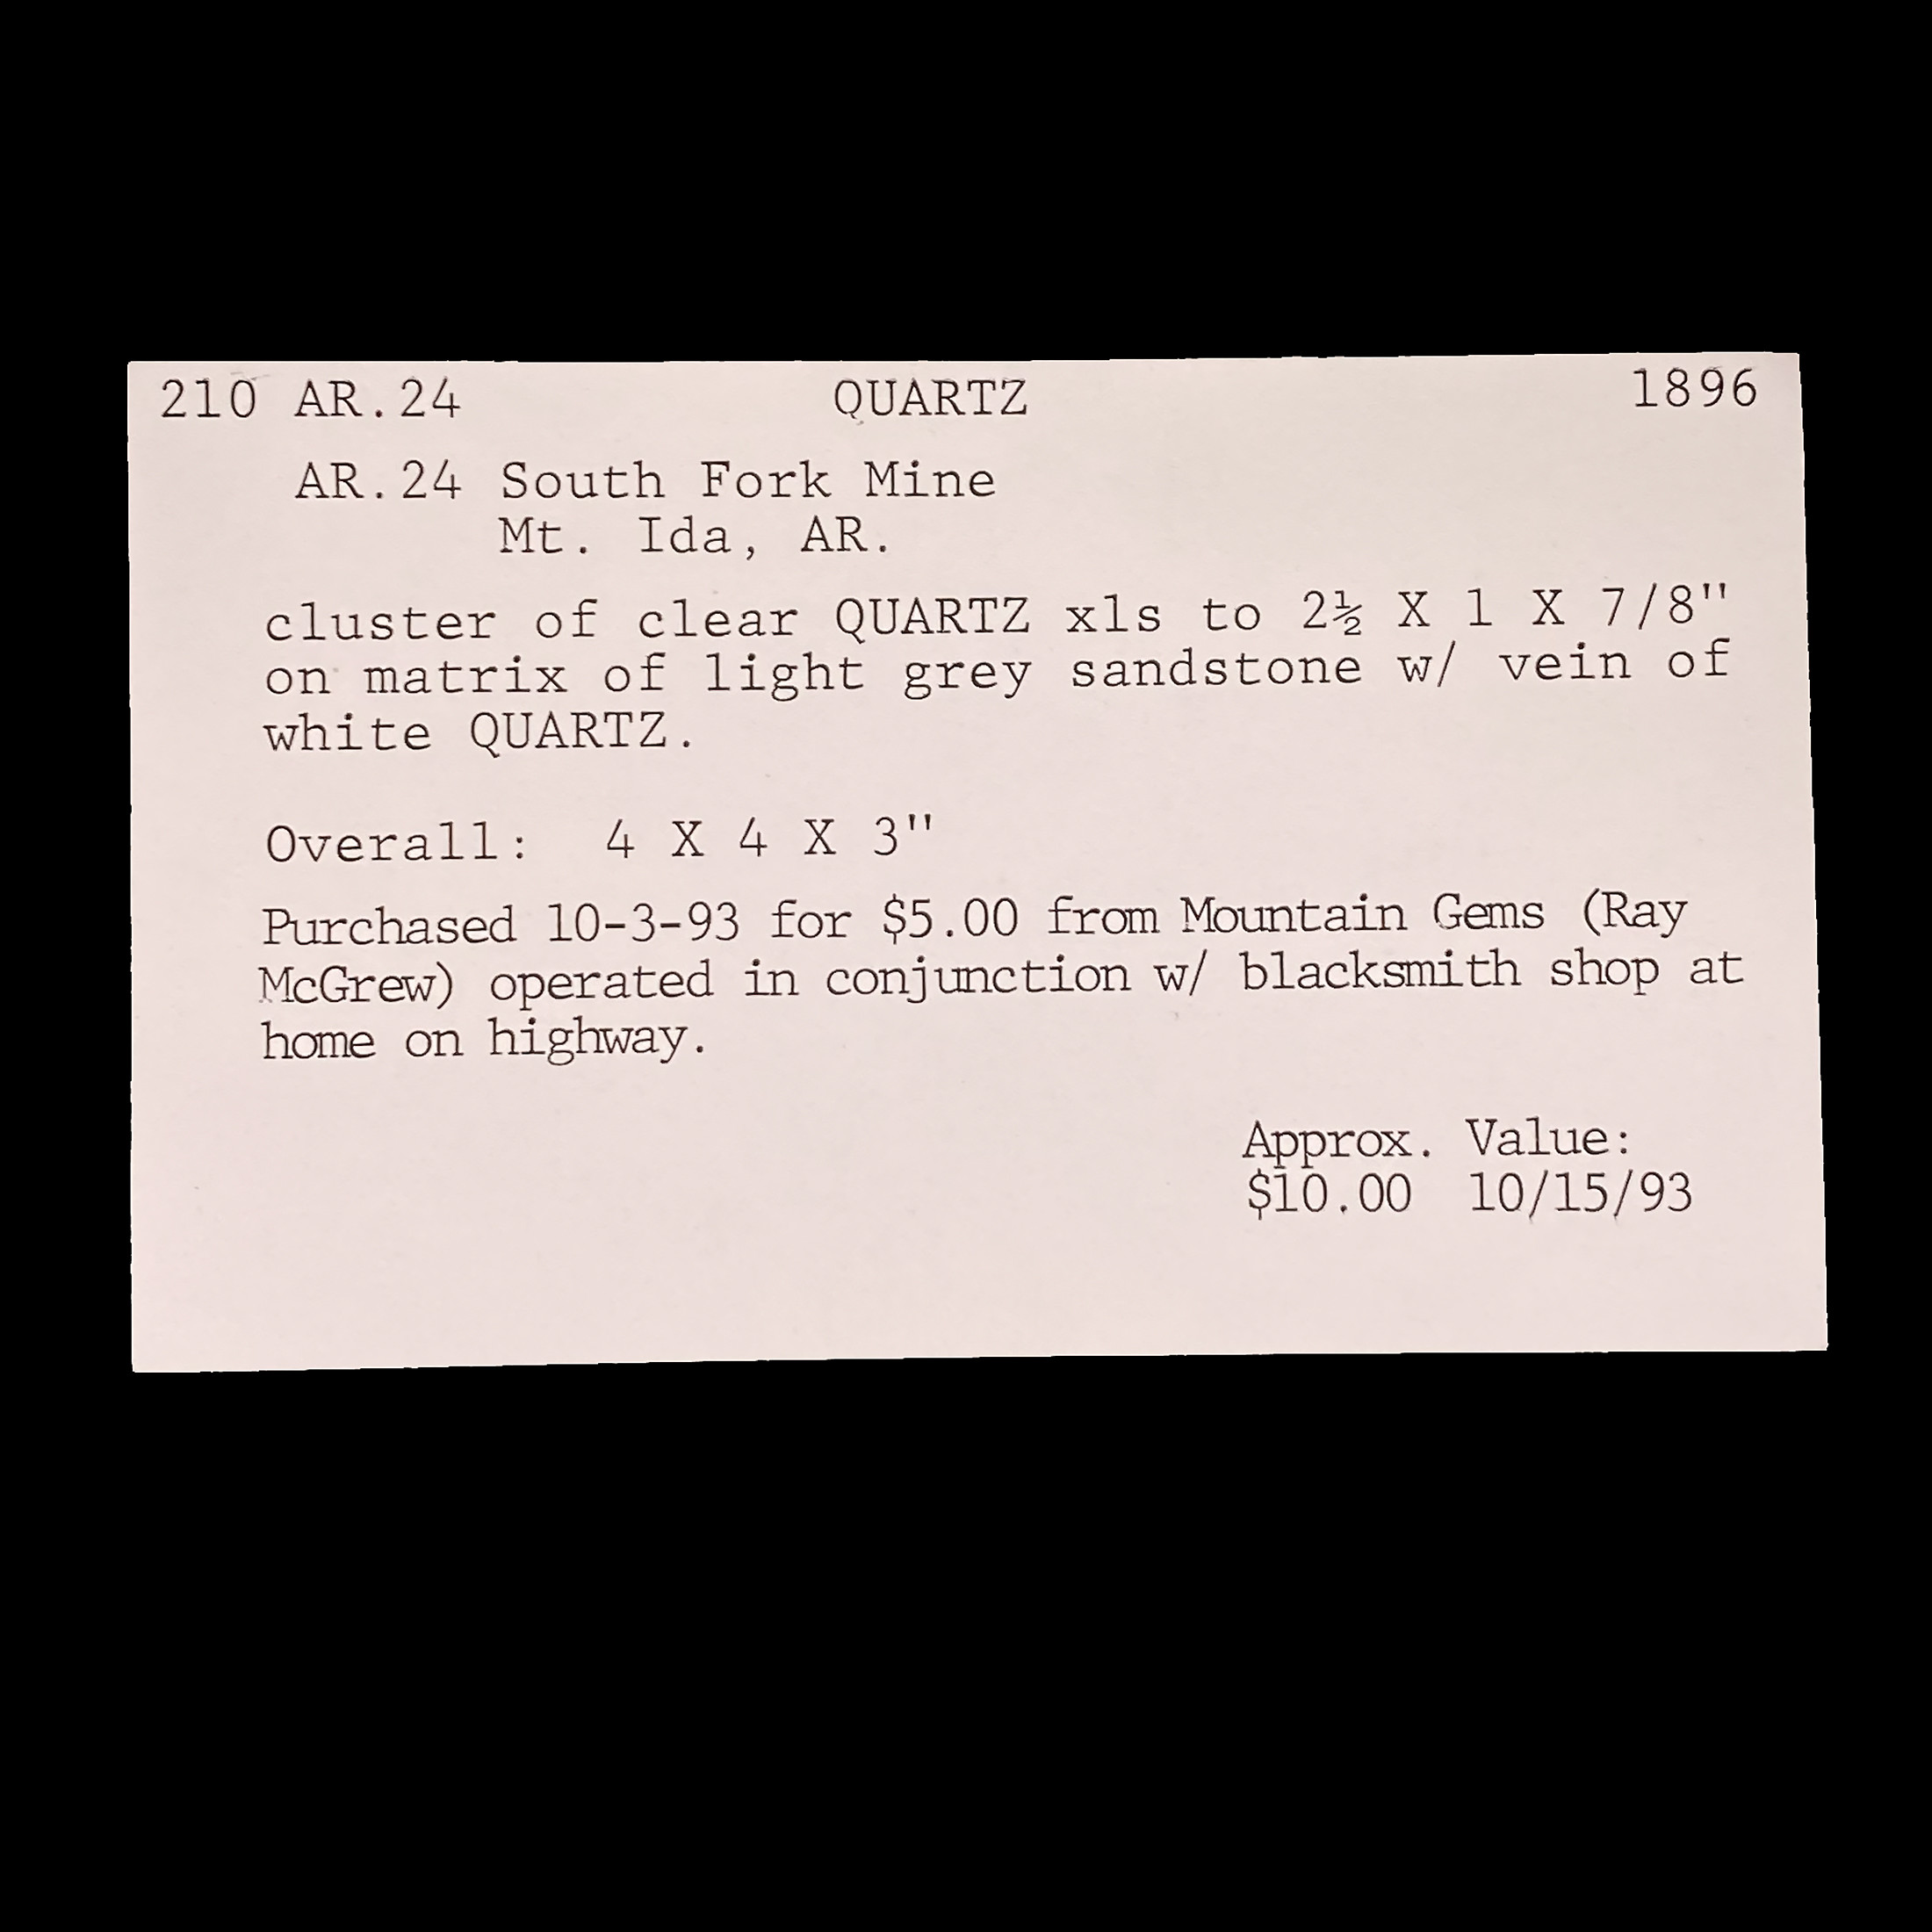 210 AR.24 QUARTZ 1896
AR.24 South Fork Mine
Mt. Ida, AR.
cluster of clear QUARTZ xls to 2½ X 1 X 7/8"
on matrix of light grey sandstone w/ vein of
white QUARTZ.
Overall: 4 X 4 X 3"
Purchased 10-3-93 for $5.00 from Mountain Gems (Ray
McGrew) operated in conjunction w/ blacksmith shop at
home on highway.
Approx. Value:
$10.00 10/15/93